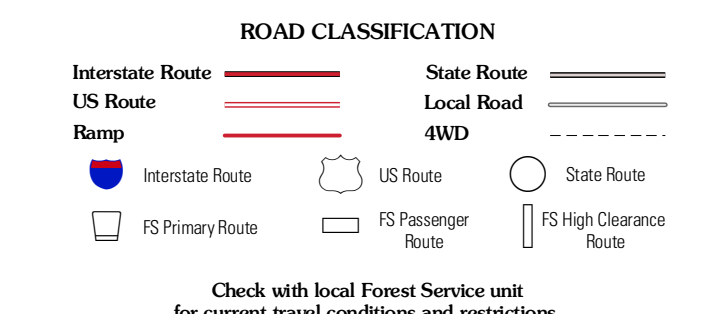 ROAD CLASSIFICATION
Interstate Route
State Route
US Route
Local Road
Ramp
4WD
Interstate Route
US Route
State Route
FS Primary Route
FS Passenger
Route
FS High Clearance
Route
Check with local Forest Service unit
for current travel conditions and restrictions